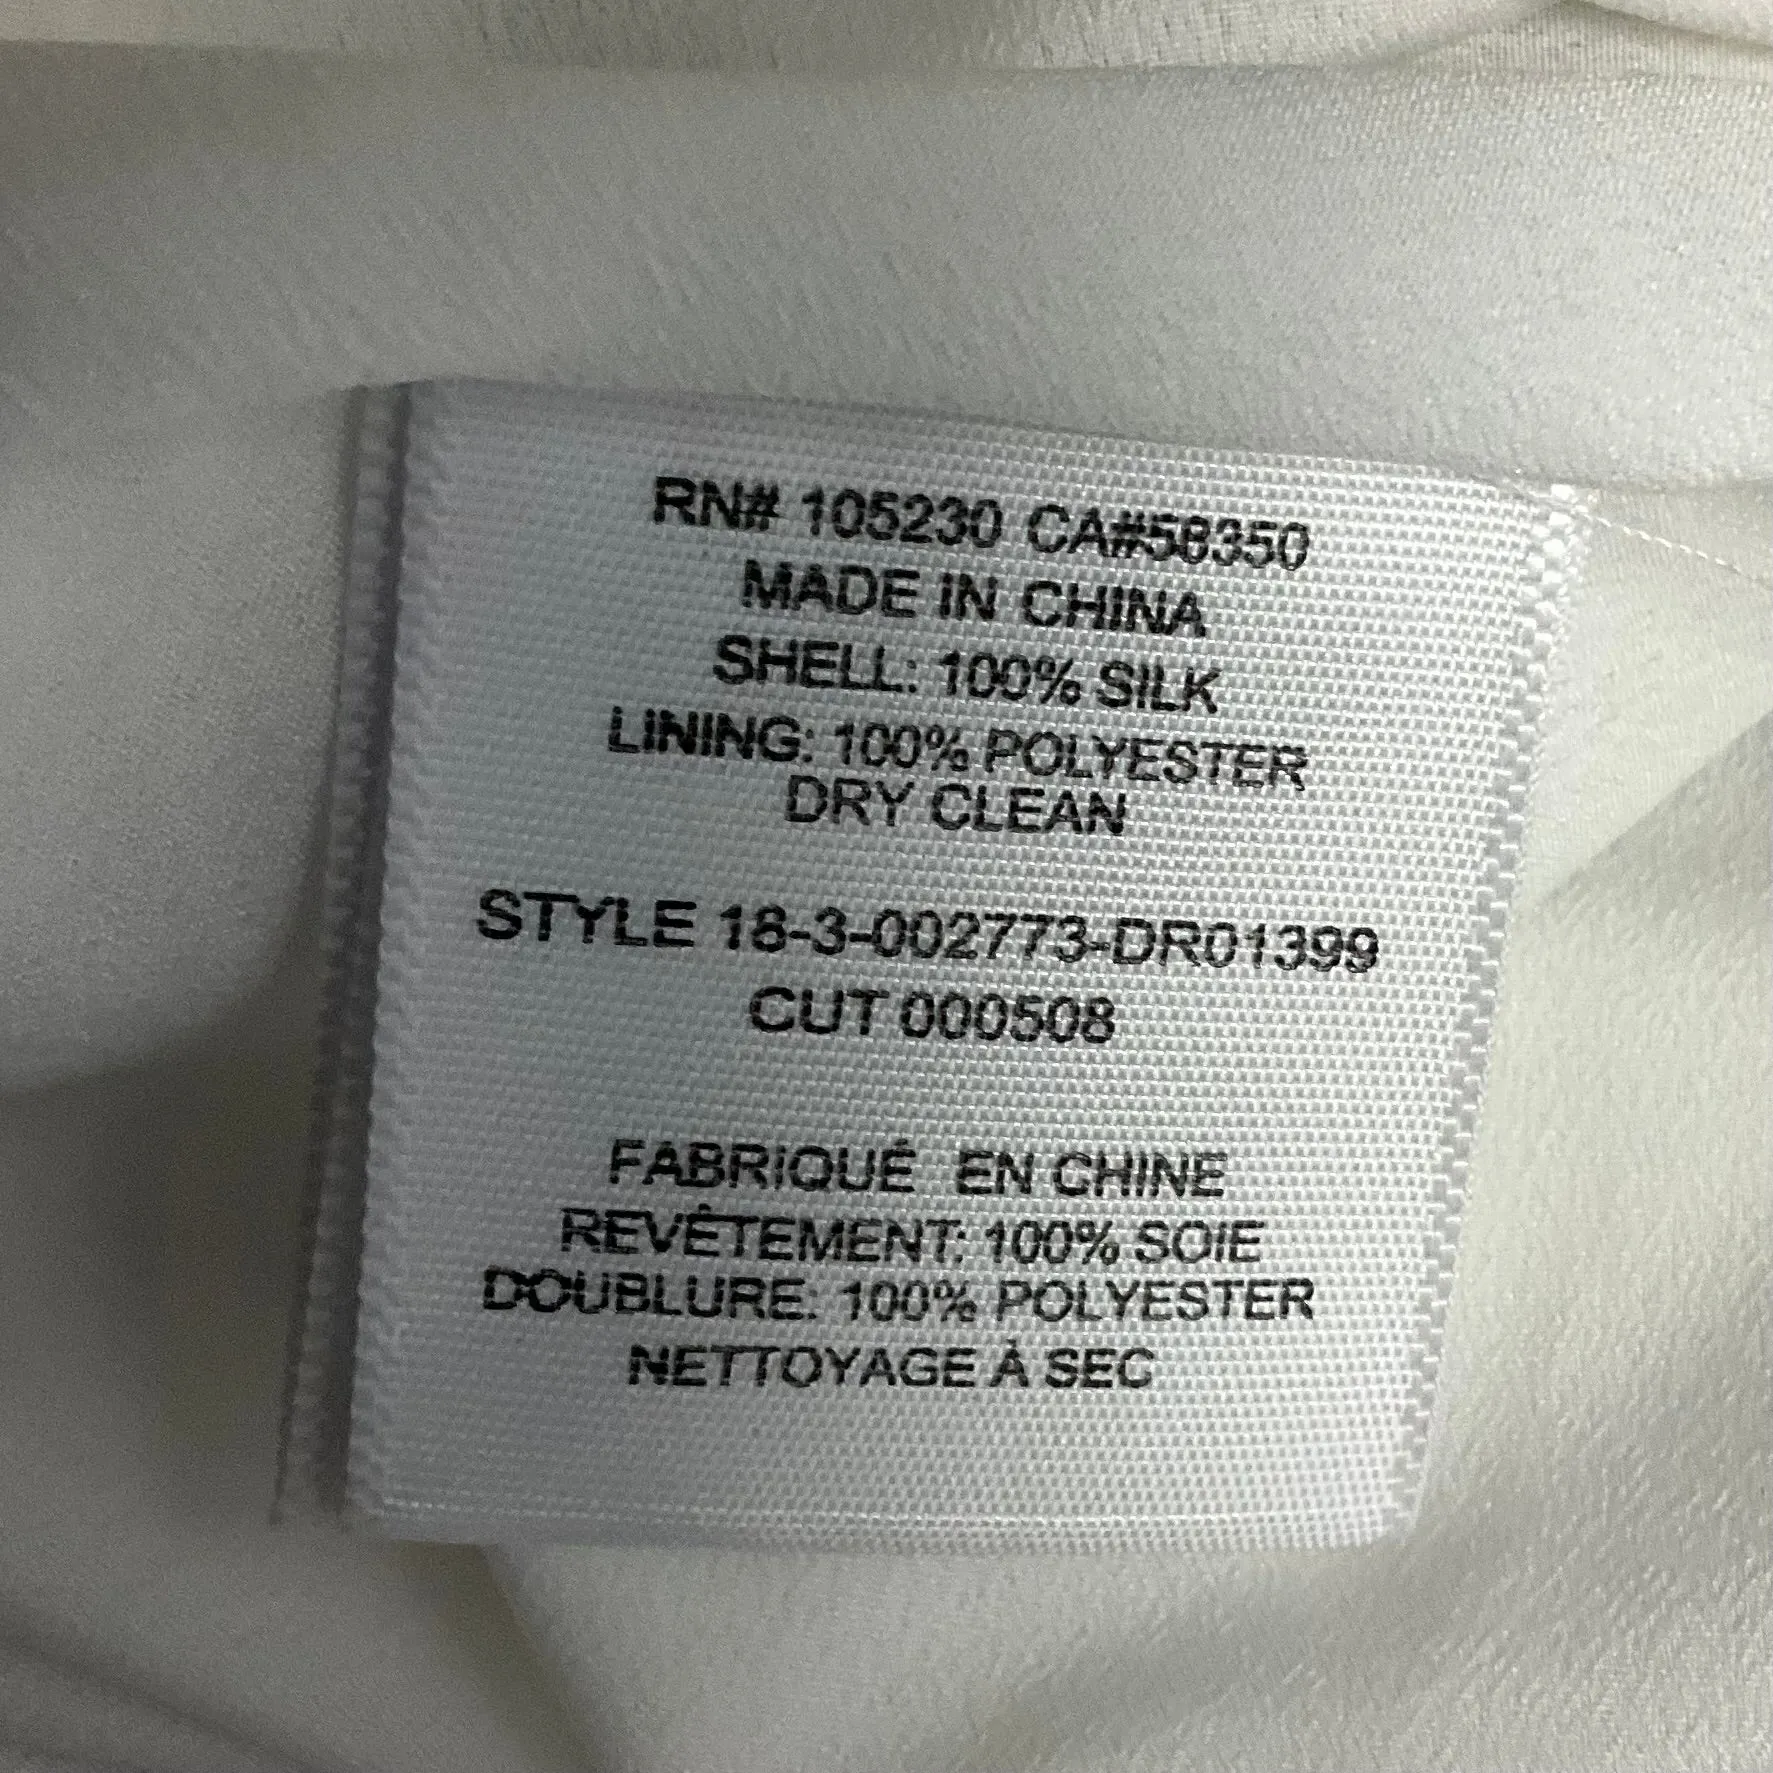 RN# 105230 CA#58350
MADE IN CHINA
SHELL: 100% SILK
LINING: 100% POLYESTER
DRY CLEAN
STYLE 18-3-002773-DR01399
CUT 000508
FABRIQUÉ EN CHINE
REVÊTEMENT: 100% SOIE
DOUBLURE: 100% POLYESTER
NETTOYAGE À SEC